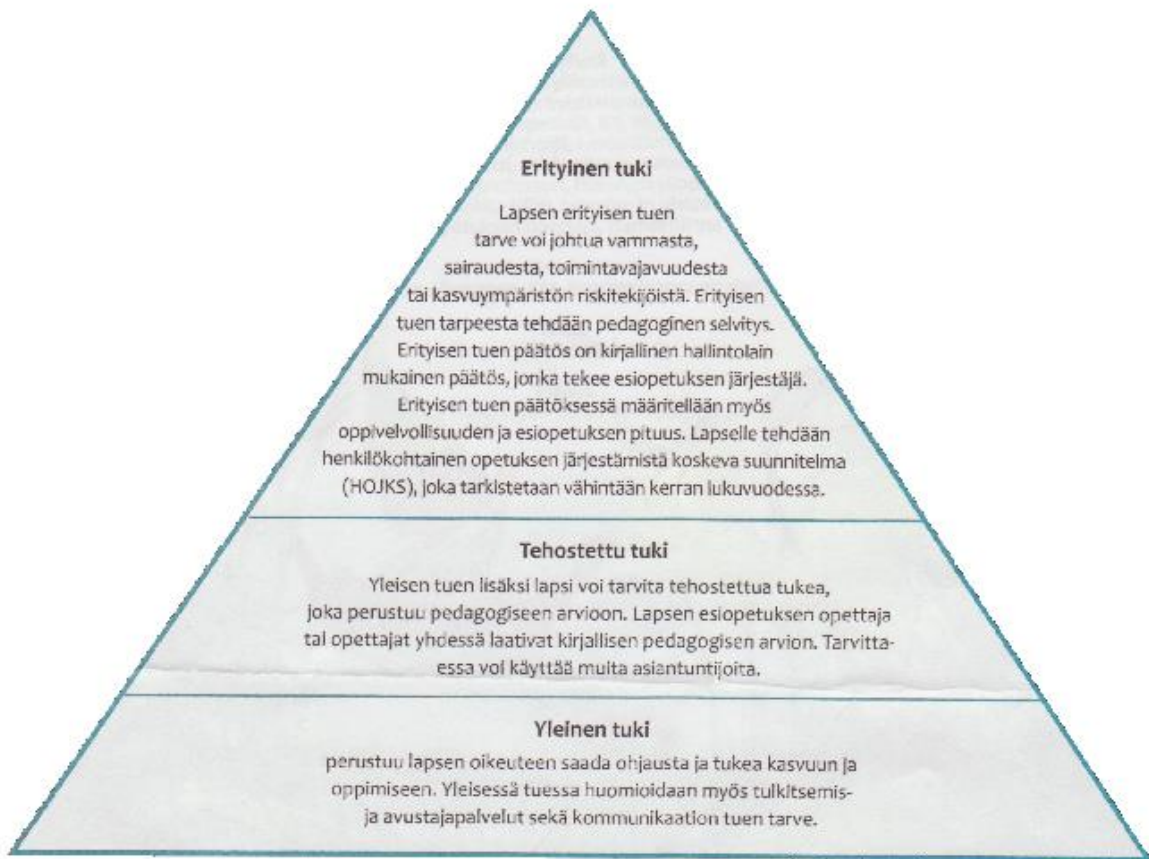 Erityinen tuki
Lapsen erityisen tuen
tarve voi johtua vammasta,
sairaudesta, toimintavajavuudesta
tai kasvuympäristön riskitekijöistä. Erityisen
tuen tarpeesta tehdään pedagoginen selvitys.
Erityisen tuen päätös on kirjallinen hallintolain
mukainen päätös, jonka tekee esiopetuksen järjestäjä.
Erityisen tuen päätöksessä määritellään myös
oppivelvollisuuden ja esiopetuksen pituus. Lapselle tehdään
henkilökohtainen opetuksen järjestämistä koskeva suunnitelma
(HOJKS), joka tarkistetaan vähintään kerran lukuvuodessa.
Tehostettu tuki
Yleisen tuen lisäksi lapsi voi tarvita tehostettua tukea,
joka perustuu pedagogiseen arvioon. Lapsen esiopetuksen opettaja
tai opettajat yhdessä laativat kirjallisen pedagogisen arvion. Tarvitta-
essa voi käyttää muita asiantuntijoita.
Yleinen tuki
perustuu lapsen oikeuteen saada ohjausta ja tukea kasvuun ja
oppimiseen. Yleisessä tuessa huomioidaan myös tulkitsemis-
ja avustajapalvelut sekä kommunikaation tuen tarve.